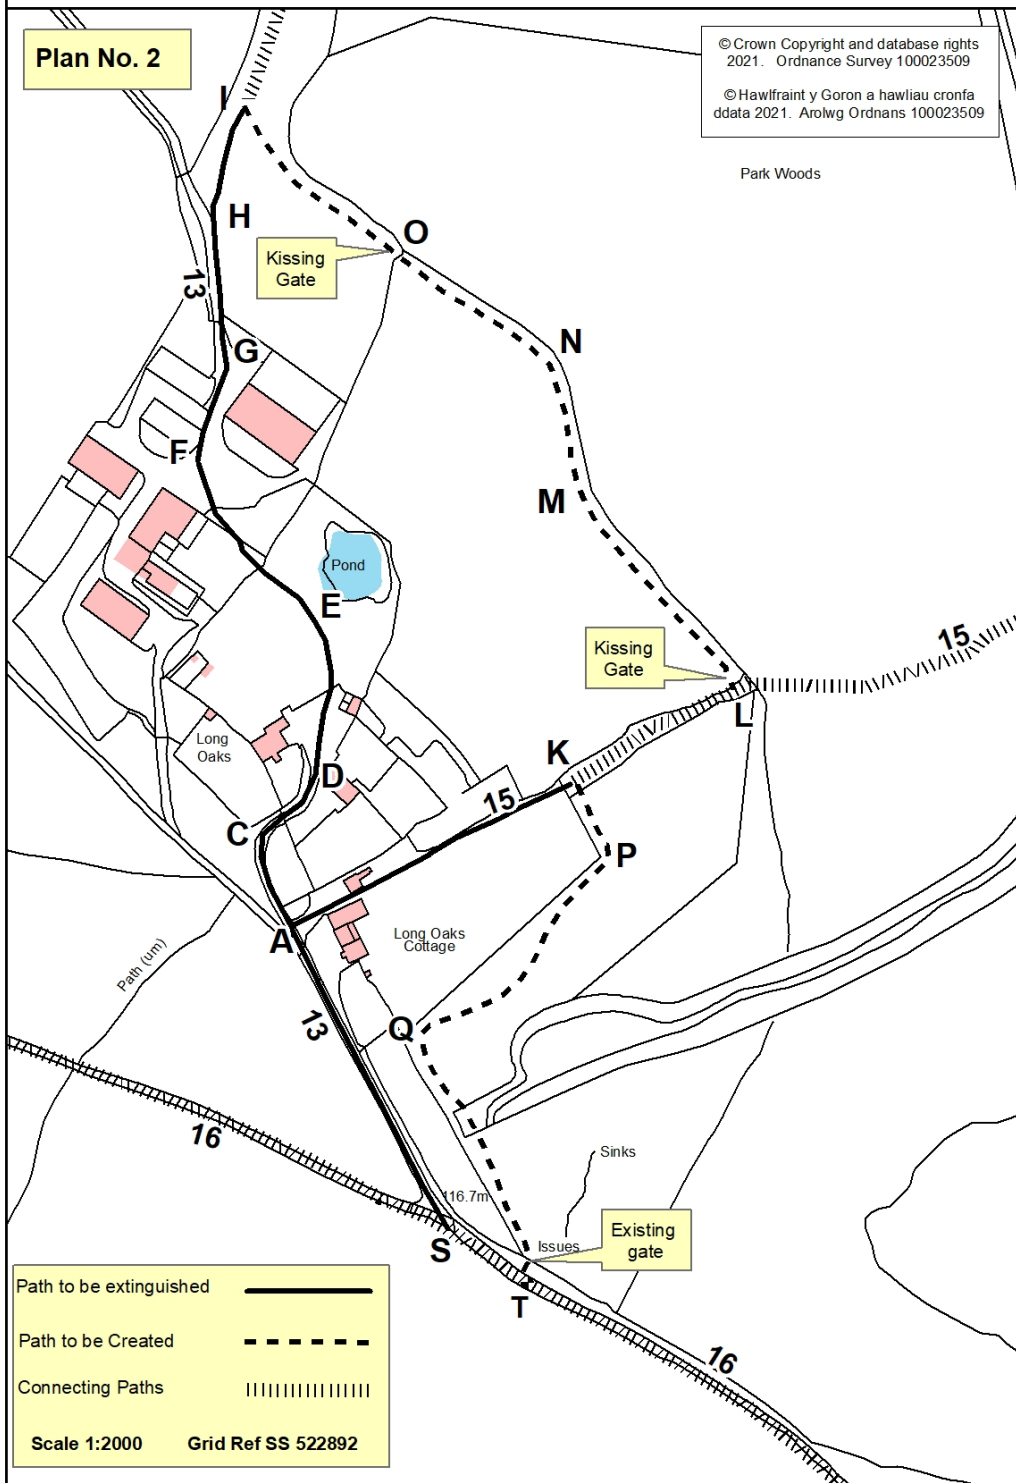 Plan No. 2
© Crown Copyright and database rights
2021. Ordnance Survey 100023509
© Hawlfraint y Goron a hawliau cronfa
ddata 2021. Arolwg Ordnans 100023509
Park Woods
I
H
O
Kissing
Gate
13
N
G
F
M
Pond
E
Kissing
Gate
15
L
Long
Oaks
K
D
15
C
P
A
Long Oaks
Cottage
Path (um)
13
Q
16
Sinks
116.7m
S
Issues
Existing
gate
T
16
Path to be extinguished
Path to be Created
Connecting Paths
Scale 1:2000 Grid Ref SS 522892